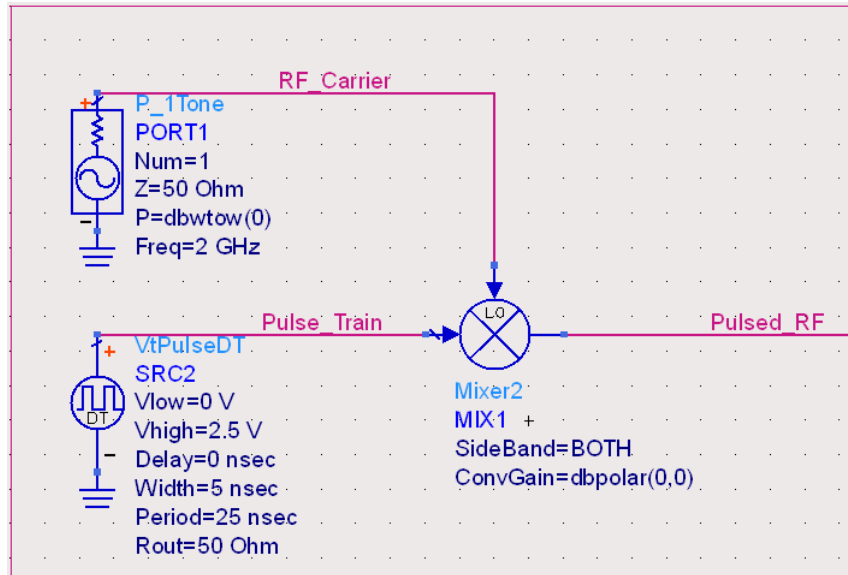 RF_Carrier
P_1Tone
PORT1
Num=1
Z=50 Ohm
P=dbwtow(0)
Freq=2 GHz
LO
Pulse_Train
Pulsed_RF
VtPulseDT
SRC2
Vlow=0 V
Vhigh=2.5 V
Delay=0 nsec
Width=5 nsec
Period=25 nsec
Rout=50 Ohm
DT
Mixer2
MIX1
SideBand=BOTH
ConvGain=dbpolar(0,0)